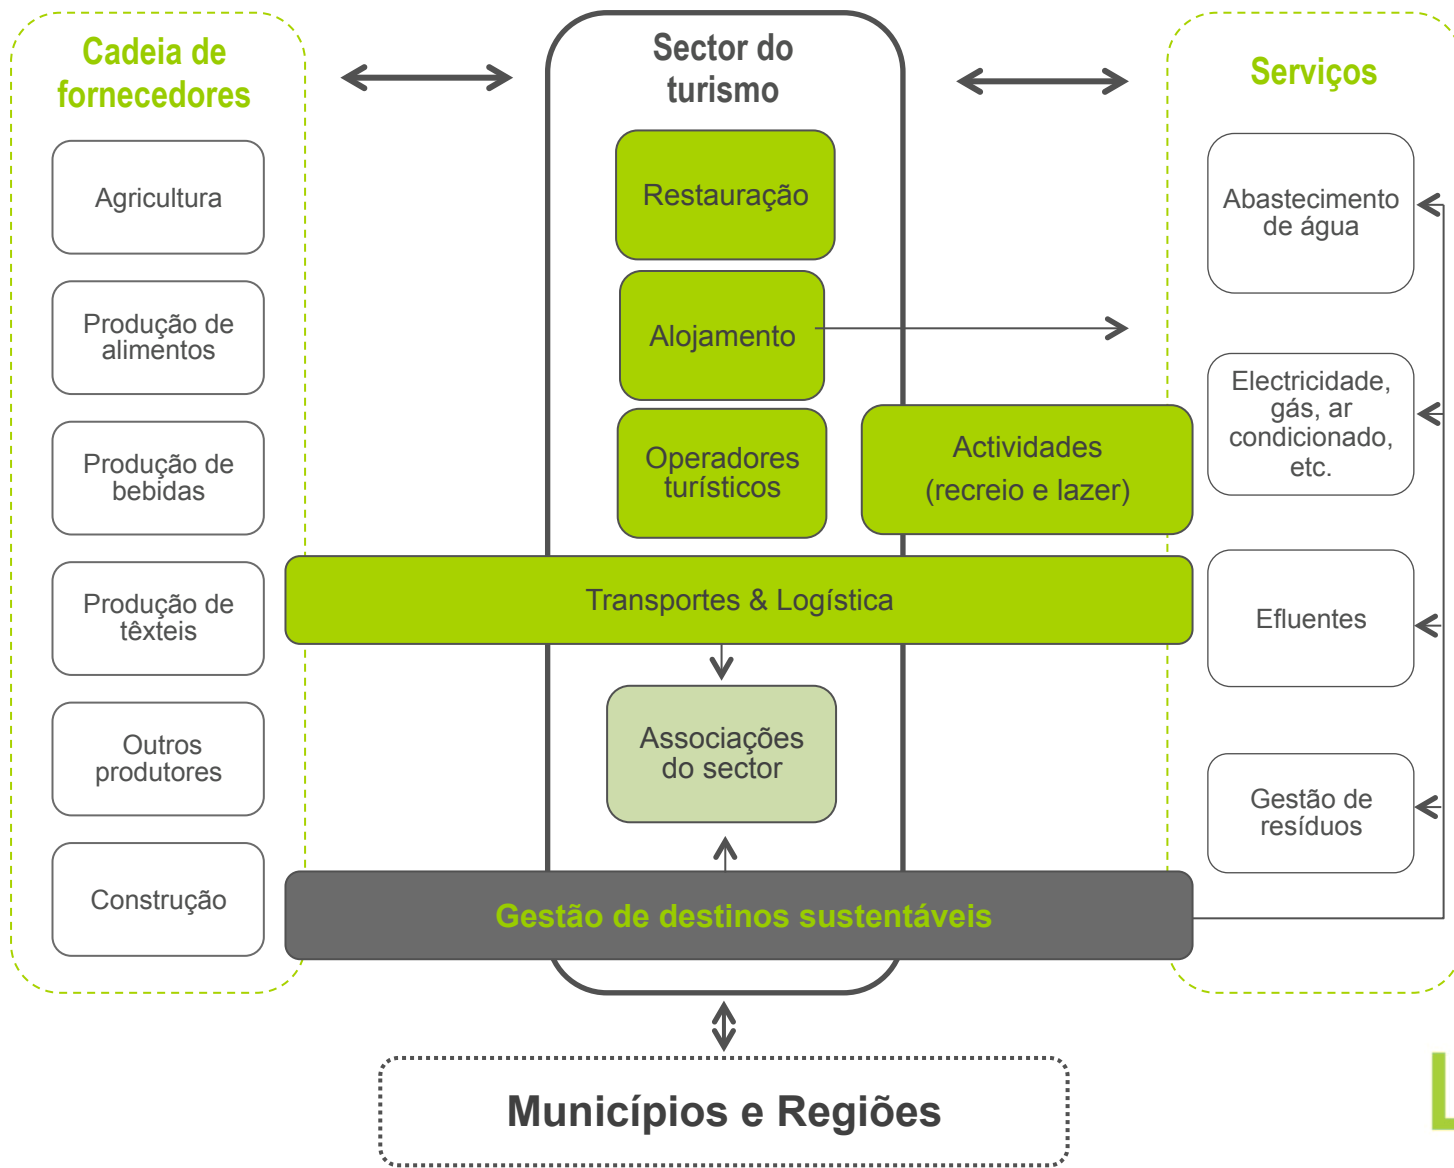 Cadeia de
fornecedores
Agricultura
Produção de
alimentos
Produção de
bebidas
Produção de
têxteis
Outros
produtores
Construção
Sector do
turismo
Restauração
Alojamento
Operadores
turísticos
Actividades
(recreio e lazer)
Transportes & Logística
Associações
do sector
Gestão de destinos sustentáveis
Serviços
Abastecimento
de água
Electricidade,
gás, ar
condicionado,
etc.
Efluentes
Gestão de
resíduos
Municípios e Regiões
L